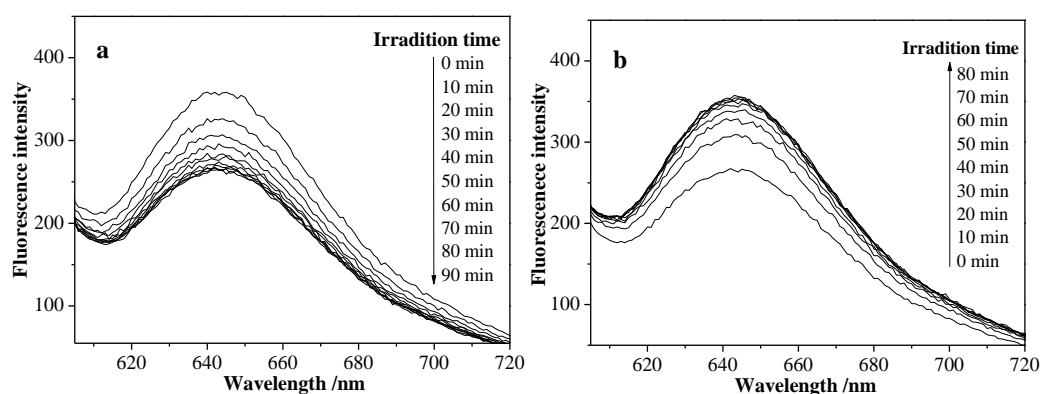 a
Irradition time
0 min
10 min
20 min
30 min
40 min
50 min
60 min
70 min
80 min
90 min
400
300
200
100
Fluorescence intensity
620 640 660 680 700 720
Wavelength /nm
b
Irradition time
80 min
70 min
60 min
50 min
40 min
30 min
20 min
10 min
0 min
400
300
200
100
Fluorescenece intensity
620 640 660 680 700 720
Wavelength /nm